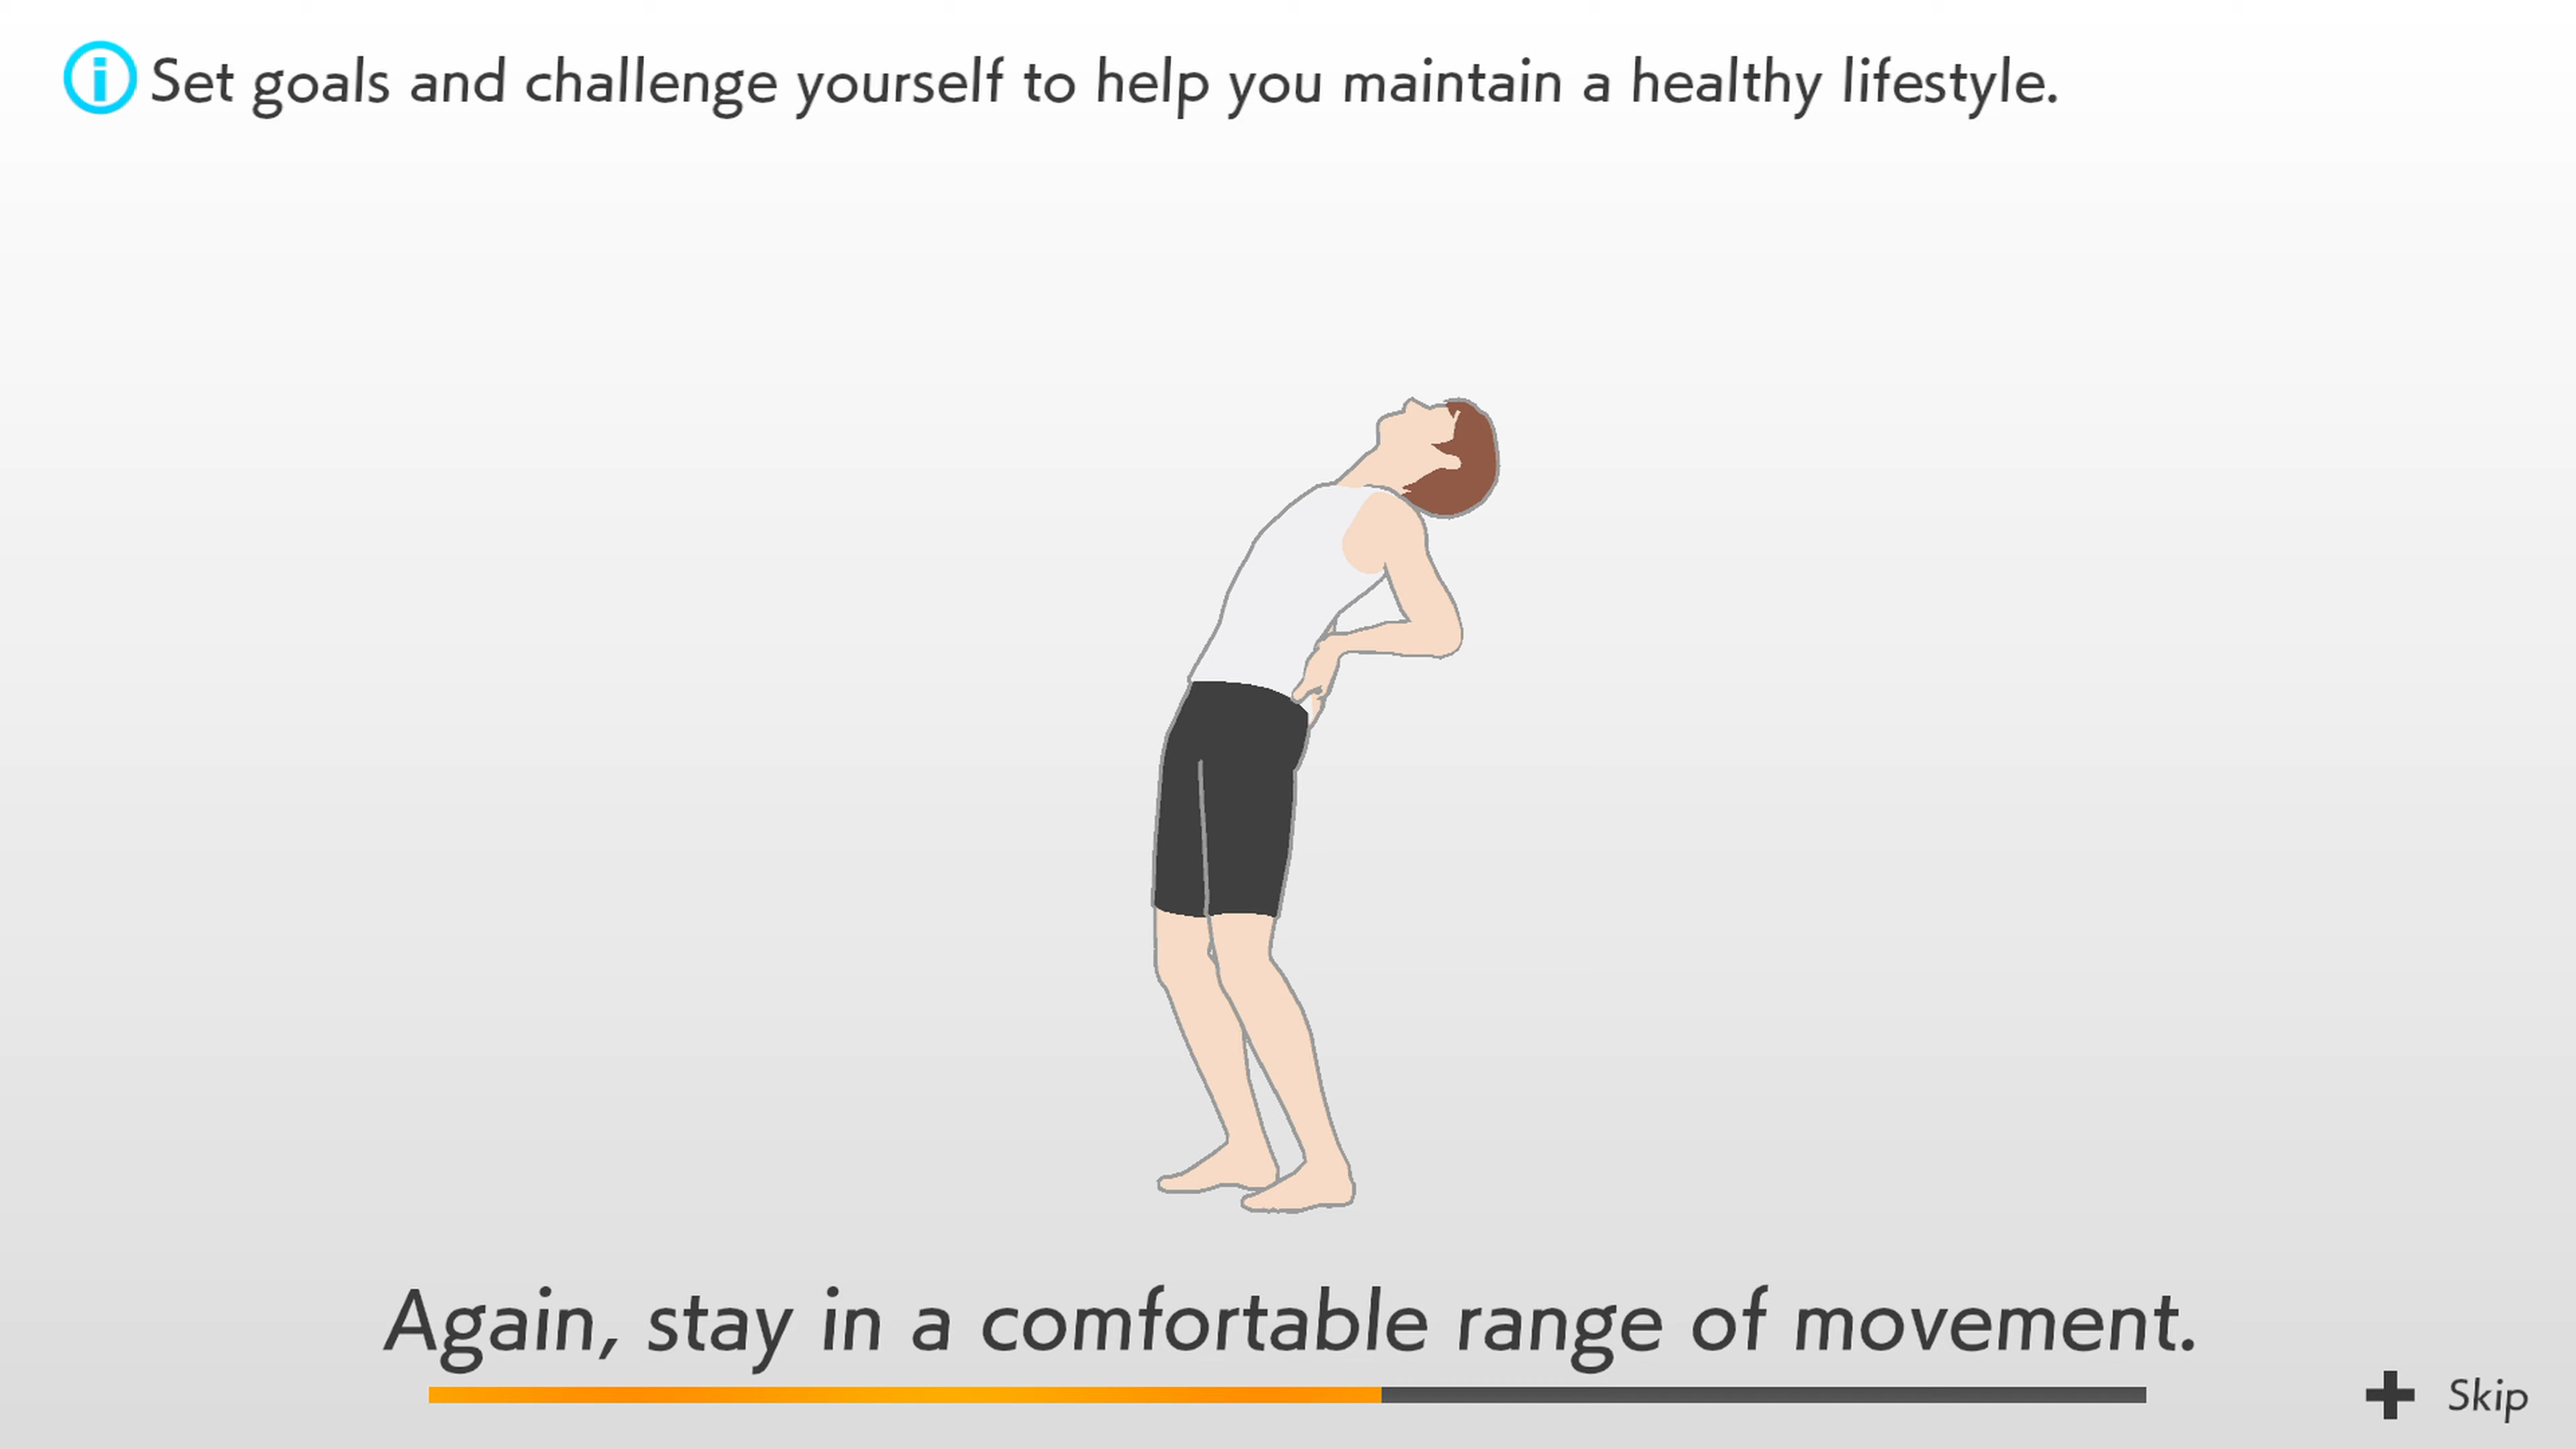 Set goals and challenge yourself to help you maintain a healthy lifestyle.
Again, stay in a comfortable range of movement.
Skip